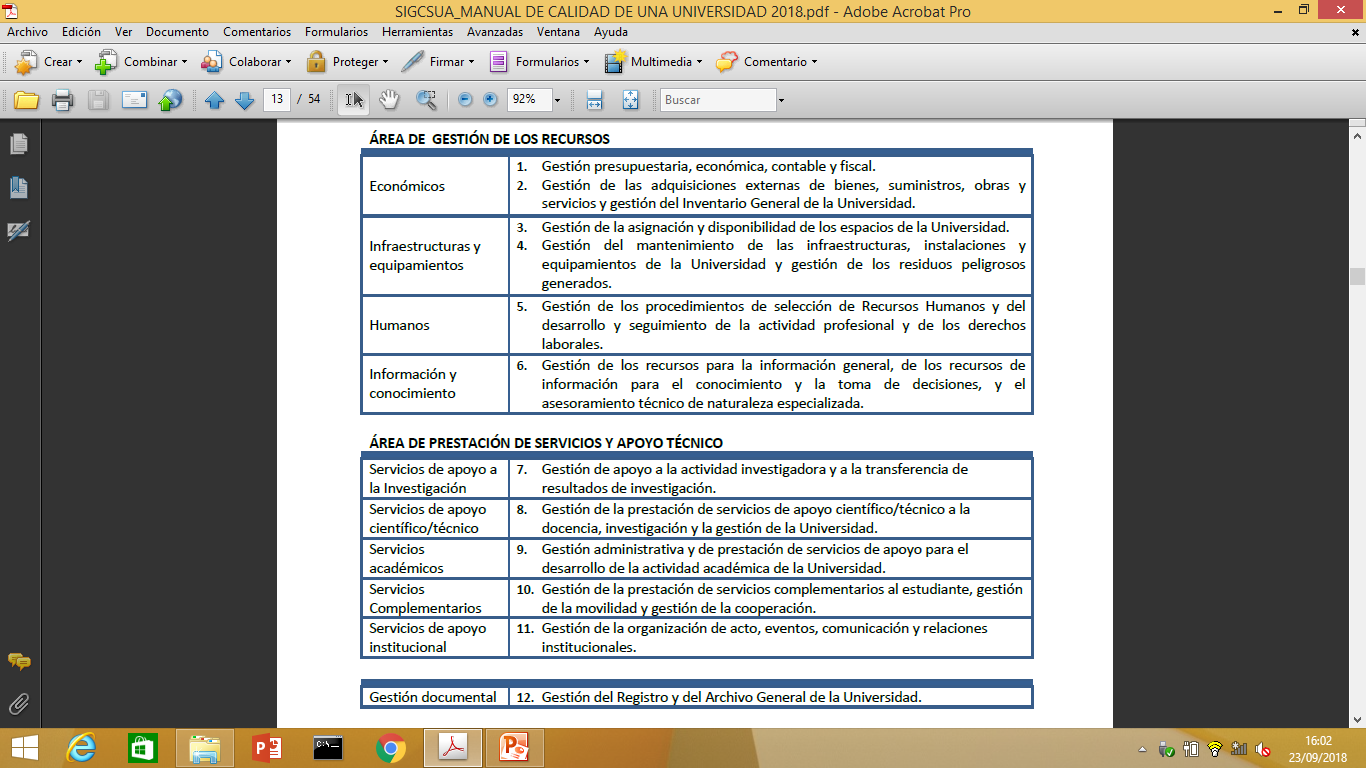 SIGCSUA_MANUAL DE CALIDAD DE UNA UNIVERSIDAD 2018.pdf - Adobe Acrobat Pro
Archivo Edición Ver Documento Comentarios Formularios Herramientas Avanzadas Ventana Ayuda
Crear Combinar Colaborar Proteger Firmar Formularios Multimedia Comentario
13 / 54 92% Buscar
ÁREA DE GESTIÓN DE LOS RECURSOS
Económicos
1. Gestión presupuestaria, económica, contable y fiscal.
2. Gestión de las adquisiciones externas de bienes, suministros, obras y
servicios y gestión del Inventario General de la Universidad.
Infraestructuras y
equipamientos
3. Gestión de la asignación y disponibilidad de los espacios de la Universidad.
4. Gestión del mantenimiento de las infraestructuras, instalaciones y
equipamientos de la Universidad y gestión de los residuos peligrosos
generados.
Humanos
5. Gestión de los procedimientos de selección de Recursos Humanos y del
desarrollo y seguimiento de la actividad profesional y de los derechos
laborales.
Información y
conocimiento
6. Gestión de los recursos para la información general, de los recursos de
información para el conocimiento y la toma de decisiones, y el
asesoramiento técnico de naturaleza especializada.
ÁREA DE PRESTACIÓN DE SERVICIOS Y APOYO TÉCNICO
Servicios de apoyo a
la Investigación
7. Gestión de apoyo a la actividad investigadora y a la transferencia de
resultados de investigación.
Servicios de apoyo
científico/técnico
8. Gestión de la prestación de servicios de apoyo científico/técnico a la
docencia, investigación y la gestión de la Universidad.
Servicios
académicos
9. Gestión administrativa y de prestación de servicios de apoyo para el
desarrollo de la actividad académica de la Universidad.
Servicios
Complementarios
10. Gestión de la prestación de servicios complementarios al estudiante, gestión
de la movilidad y gestión de la cooperación.
Servicios de apoyo
institucional
11. Gestión de la organización de acto, eventos, comunicación y relaciones
institucionales.
Gestión documental
12. Gestión del Registro y del Archivo General de la Universidad.
16:02
23/09/2018